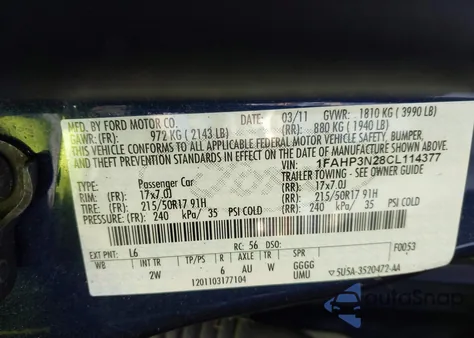 MFD. BY FORD MOTOR CO.
DATE: 03/11 GVWR: 1810 KG ( 3990 LB)
GAWR: (FR): 972 KG ( 2143 LB) (RR): 880 KG ( 1940 LB)
THIS VEHICLE CONFORMS TO ALL APPLICABLE FEDERAL MOTOR VEHICLE SAFETY, BUMPER,
AND THEFT PREVENTION STANDARDS IN EFFECT ON THE DATE OF MANUFACTURE SHOWN ABOVE.
VIN: 1FAHP3N28CL114377
TYPE: Passenger Car TRAILER TOWING - SEE OWNER GUIDE
RIM: (FR): 17x7.0J (RR): 17x7.0J
TIRE: (FR): 215/50R17 91H (RR): 215/50R17 91H
@ PRESSURE: (FR): 240 kPa/ 35 PSI COLD (RR): 240 kPa/ 35 PSI COLD
EXT PNT: L6 RC: 56 DSO: F0D53
WB INT TR TP/PS R AXLE TR SPR
2W 6 AU W GGGG
UMU 5U5A-3520472-AA
1201103177104
AutoSnap